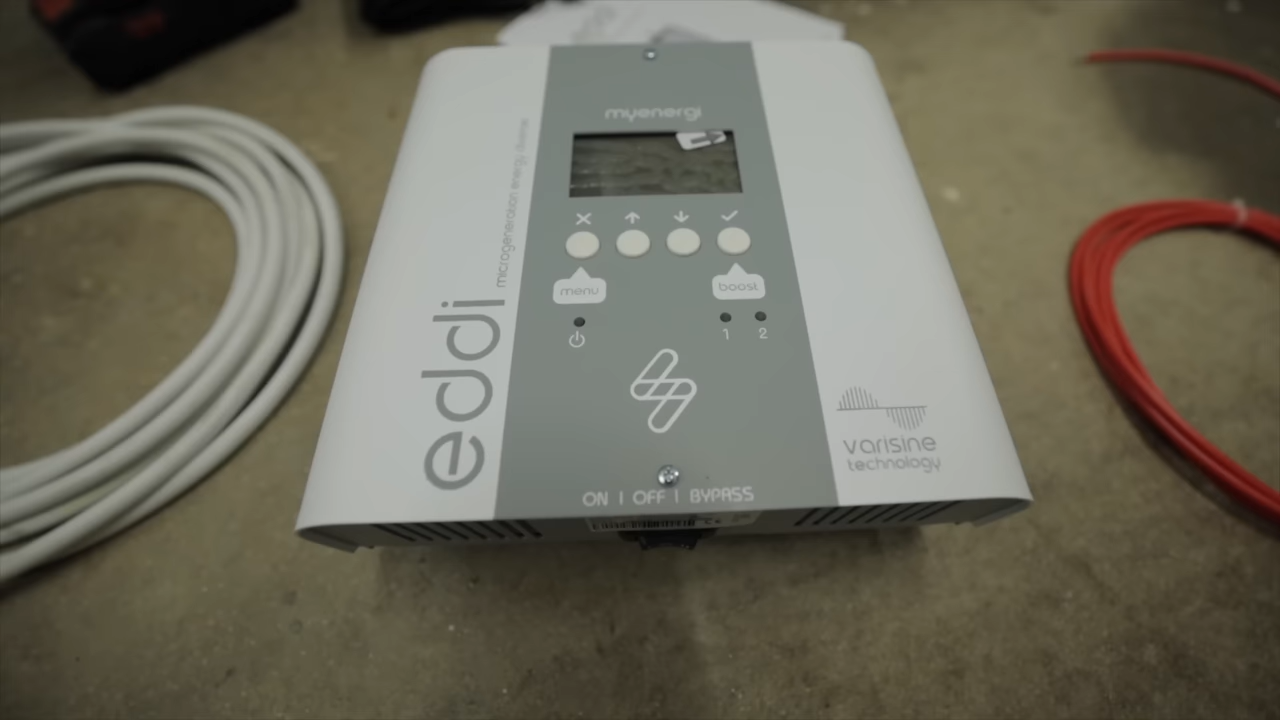 myenergi
eddi
microgeneration energy diverter
menu
boost
1 2
varisine
technology
ON | OFF | BYPASS